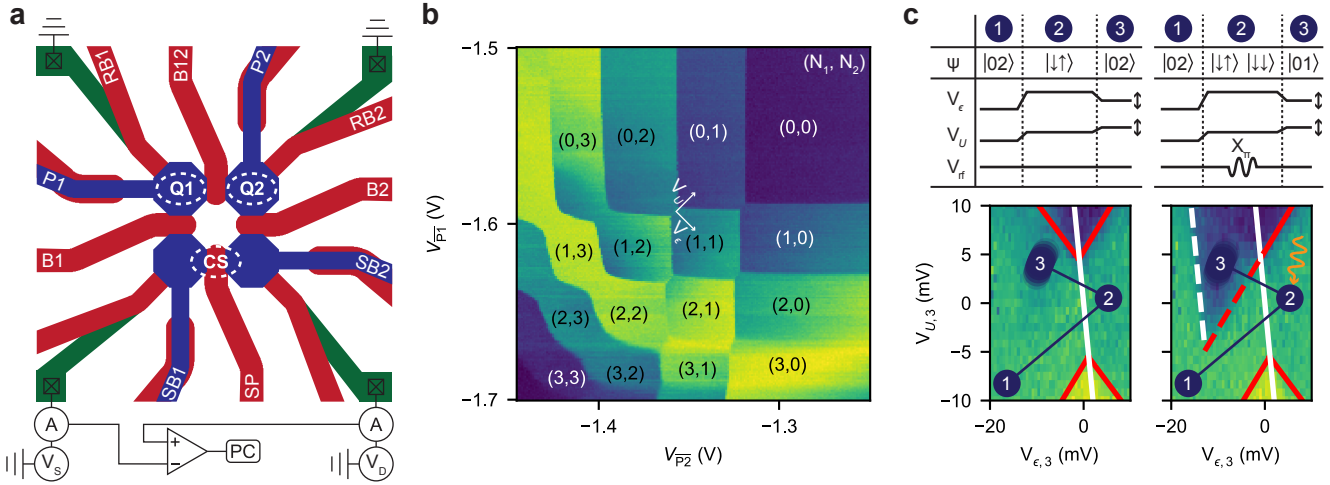 a
RB1
B12
P2
RB2
P1
Q1
Q2
B2
B1
CS
SB2
SB1
SP
A
A
V_S
+
−
PC
V_D
b
(N₁, N₂)
−1.5
−1.6
−1.7
V_P1 (V)
(0,3)
(0,2)
(0,1)
(0,0)
V_U
V_ε
(1,3)
(1,2)
(1,1)
(1,0)
(2,3)
(2,2)
(2,1)
(2,0)
(3,3)
(3,2)
(3,1)
(3,0)
−1.4
−1.3
V_P2 (V)
c
1 2 3
1 2 3
Ψ |02⟩ |↓↑⟩ |02⟩
|02⟩ |↓↑⟩ |↓↓⟩ |01⟩
V_ε
V_U
V_rf
X_π
10
5
0
−5
−10
V_U,3 (mV)
3
2
1
3
2
1
−20
0
−20
0
V_ε,3 (mV)
V_ε,3 (mV)